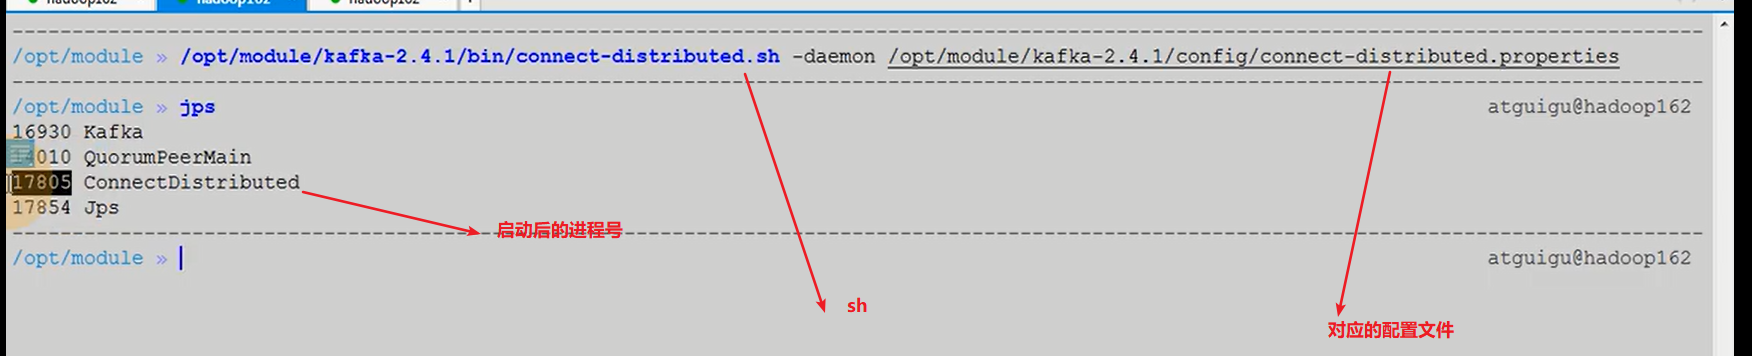 /opt/module » /opt/module/kafka-2.4.1/bin/connect-distributed.sh -daemon /opt/module/kafka-2.4.1/config/connect-distributed.properties
/opt/module » jps atguigu@hadoop162
16930 Kafka
14010 QuorumPeerMain
17805 ConnectDistributed
17854 Jps
启动后的进程号
/opt/module » atguigu@hadoop162
sh
对应的配置文件